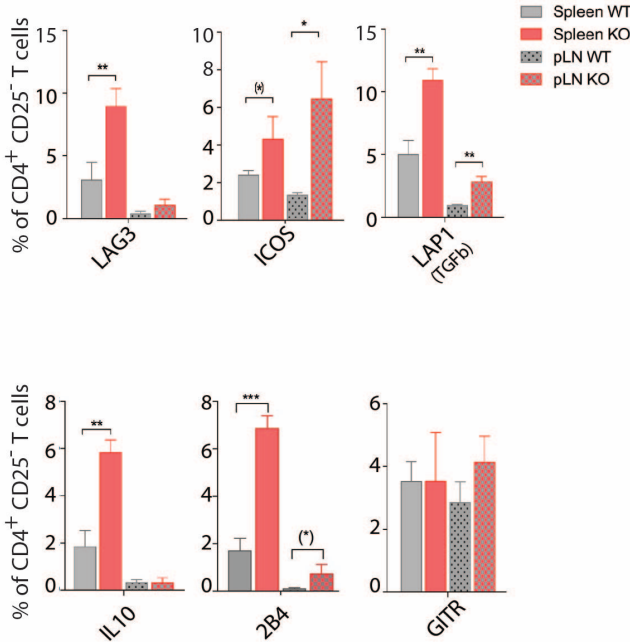 Spleen WT
Spleen KO
pLN WT
pLN KO
% of CD4+ CD25- T cells
15
10
5
0
**
LAG3
10
8
6
4
2
0
(*)
*
ICOS
15
10
5
0
**
**
LAP1
(TGFb)
% of CD4+ CD25- T cells
8
6
4
2
0
**
IL10
8
6
4
2
0
***
(*)
2B4
6
4
2
0
GITR